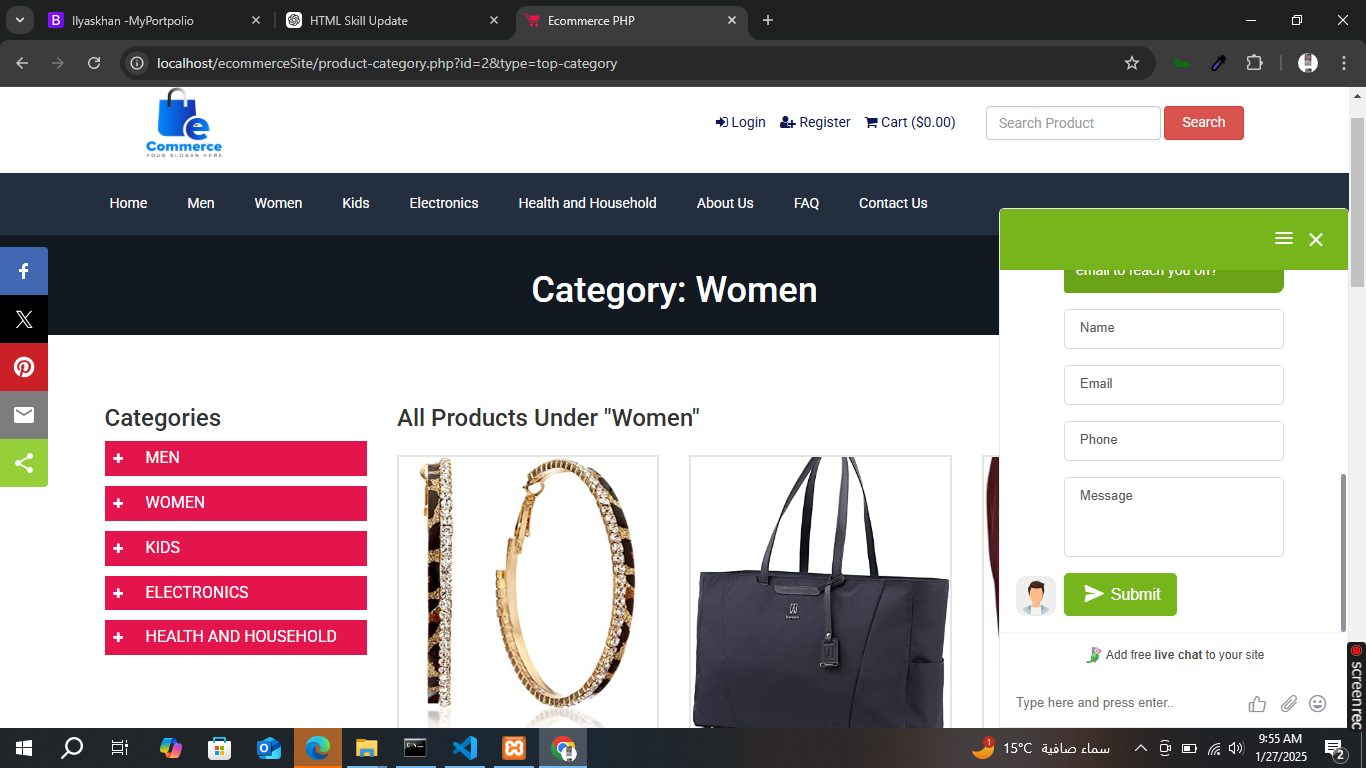 Ilyaskhan -MyPortpolio
HTML Skill Update
Ecommerce PHP
localhost/ecommerceSite/product-category.php?id=2&type=top-category
e
Commerce
YOUR SLOGAN HERE
Login
Register
Cart ($0.00)
Search Product
Search
Home
Men
Women
Kids
Electronics
Health and Household
About Us
FAQ
Contact Us
Category: Women
Categories
MEN
WOMEN
KIDS
ELECTRONICS
HEALTH AND HOUSEHOLD
All Products Under "Women"
email to reach you on?
Name
Email
Phone
Message
Submit
Add free live chat to your site
Type here and press enter..
screenrec
1
15°C سماء صافية
9:55 AM
1/27/2025
2